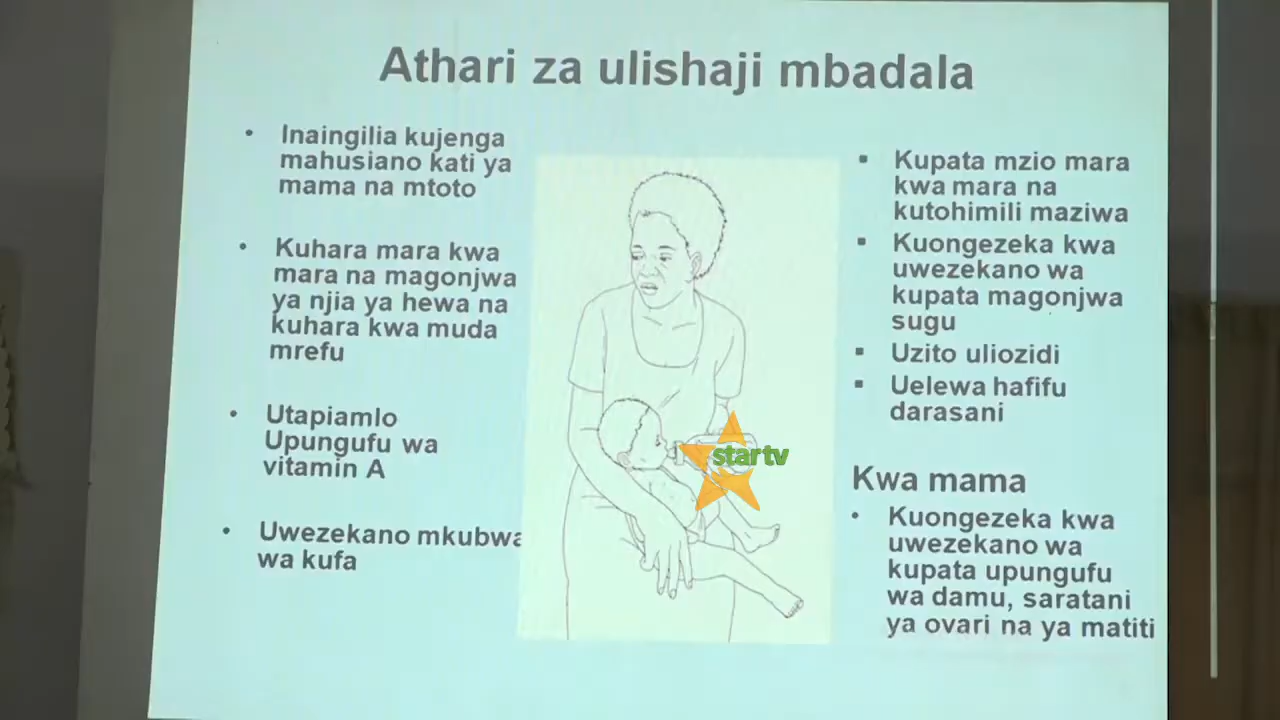 Athari za ulishaji mbadala
• Inaingilia kujenga
mahusiano kati ya
mama na mtoto
• Kuhara mara kwa
mara na magonjwa
ya njia ya hewa na
kuhara kwa muda
mrefu
• Utapiamlo
Upungufu wa
vitamin A
• Uwezekano mkubwa
wa kufa
▪ Kupata mzio mara
kwa mara na
kutohimili maziwa
▪ Kuongezeka kwa
uwezekano wa
kupata magonjwa
sugu
▪ Uzito uliozidi
▪ Uelewa hafifu
darasani
Kwa mama
• Kuongezeka kwa
uwezekano wa
kupata upungufu
wa damu, saratani
ya ovari na ya matiti
startv